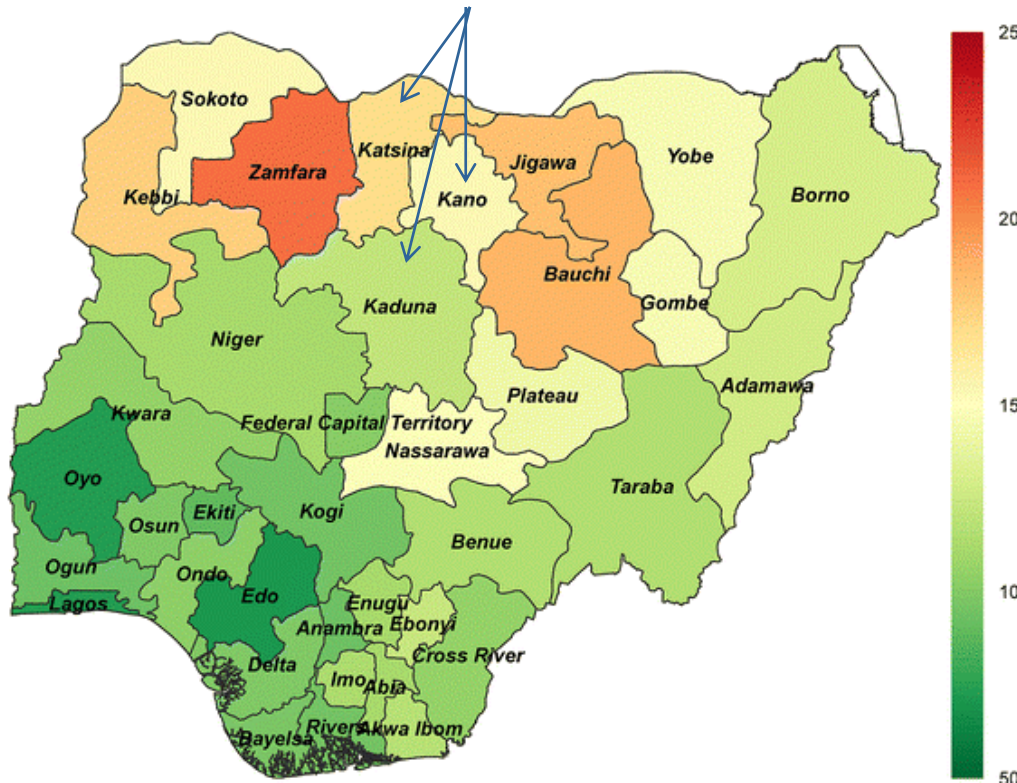 25
Sokoto
Katsina
Zamfara
Jigawa
Yobe
Kebbi
Kano
Borno
20
Bauchi
Gombe
Kaduna
Niger
Adamawa
Plateau
15
Kwara
Federal Capital Territory
Nassarawa
Oyo
Taraba
Ekiti
Kogi
Osun
Benue
Ogun
Ondo
Edo
10
Lagos
Enugu
Ebonyi
Anambra
Cross River
Delta
Imo
Abia
Rivers
Akwa Ibom
Bayelsa
50